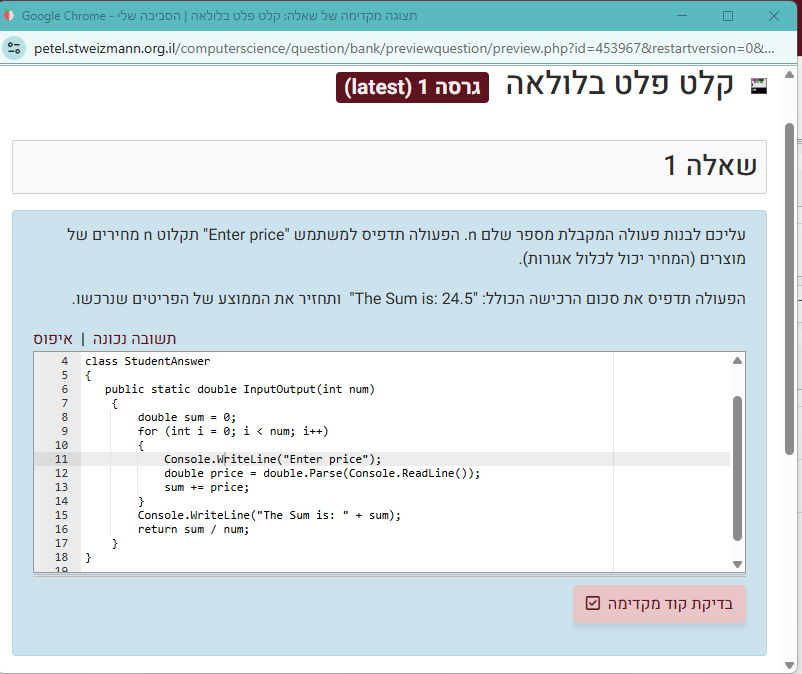 תצוגה מקדימה של שאלה: קלט פלט בלולאה | הסביבה שלי - Google Chrome
petel.stweizmann.org.il/computerscience/question/bank/previewquestion/preview.php?id=453967&restartversion=0&...
קלט פלט בלולאה גרסה 1 (latest)
שאלה 1
עליכם לבנות פעולה המקבלת מספר שלם n. הפעולה תדפיס למשתמש "Enter price" תקלוט n מחירים של
מוצרים (המחיר יכול לכלול אגורות).
הפעולה תדפיס את סכום הרכישה הכולל: "The Sum is: 24.5" ותחזיר את הממוצע של הפריטים שנרכשו.
תשובה נכונה | איפוס
4 class StudentAnswer
5 {
6 public static double InputOutput(int num)
7 {
8 double sum = 0;
9 for (int i = 0; i < num; i++)
10 {
11 Console.WriteLine("Enter price");
12 double price = double.Parse(Console.ReadLine());
13 sum += price;
14 }
15 Console.WriteLine("The Sum is: " + sum);
16 return sum / num;
17 }
18 }
19
בדיקת קוד מקדימה